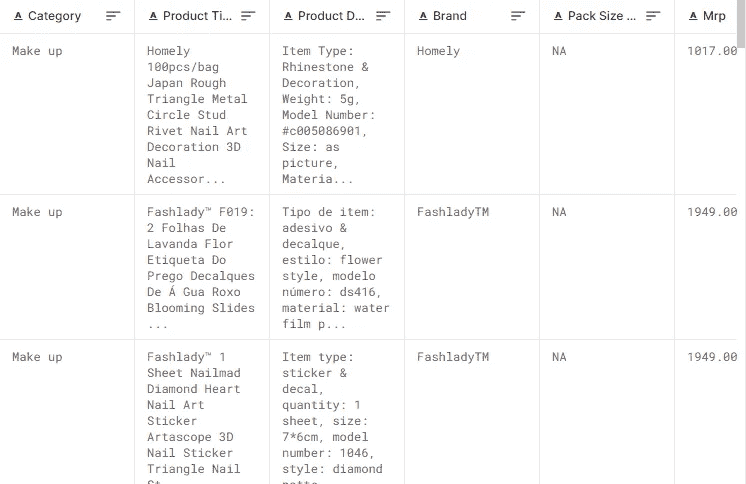 Category
Product Ti...
Product D...
Brand
Pack Size ...
Mrp
Make up
Homely
100pcs/bag
Japan Rough
Triangle Metal
Circle Stud
Rivet Nail Art
Decoration 3D
Nail
Accessor...
Item Type:
Rhinestone &
Decoration,
Weight: 5g,
Model Number:
#c005086901,
Size: as
picture,
Materia...
Homely
NA
1017.00
Make up
Fashlady™ F019:
2 Folhas De
Lavanda Flor
Etiqueta Do
Prego Decalques
De Á Gua Roxo
Blooming Slides
...
Tipo de item:
adesivo &
decalque,
estilo: flower
style, modelo
número: ds416,
material: water
film p...
FashladyTM
NA
1949.00
Make up
Fashlady™ 1
Sheet Nailmad
Diamond Heart
Nail Art
Sticker
Artascope 3D
Nail Sticker
Triangle Nail
Item type:
sticker &
decal,
quantity: 1
sheet, size:
7*6cm, model
number: 1046,
style: diamond
FashladyTM
NA
1949.00